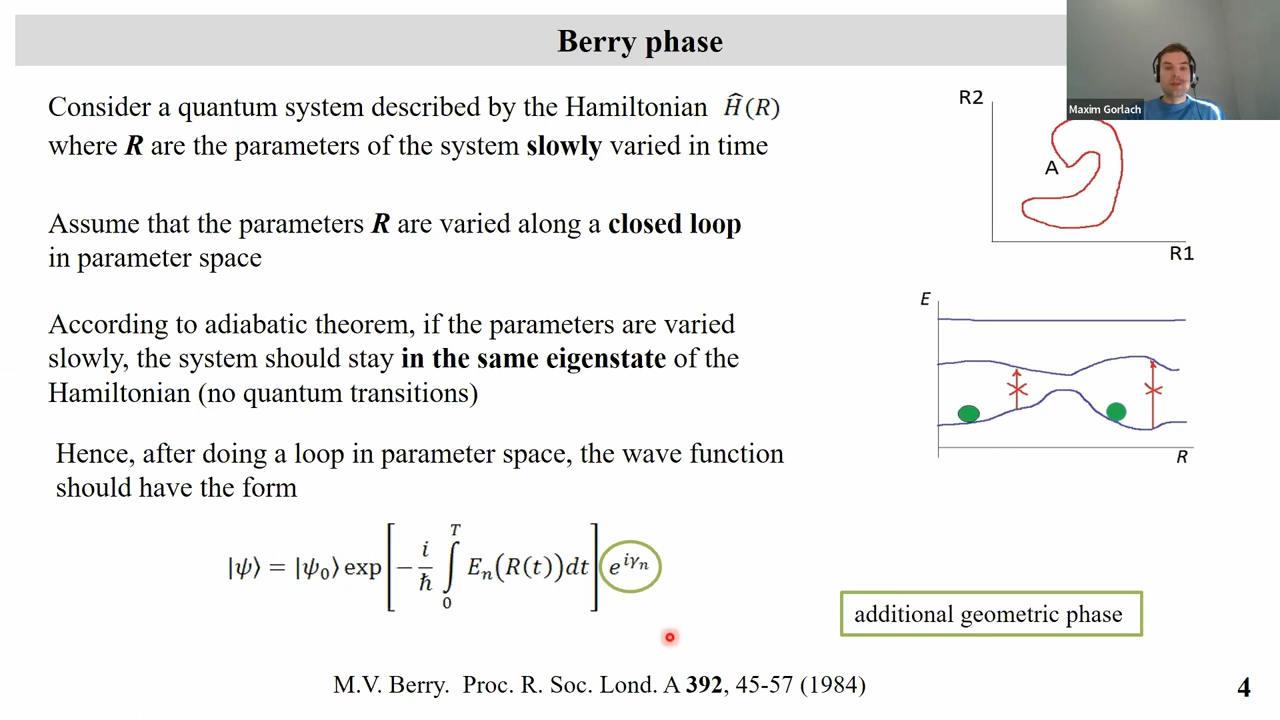 Berry phase
Maxim Gorlach
Consider a quantum system described by the Hamiltonian Ĥ(R)
where R are the parameters of the system slowly varied in time
Assume that the parameters R are varied along a closed loop
in parameter space
According to adiabatic theorem, if the parameters are varied
slowly, the system should stay in the same eigenstate of the
Hamiltonian (no quantum transitions)
Hence, after doing a loop in parameter space, the wave function
should have the form
|ψ⟩ = |ψ₀⟩ exp[−i/ħ ∫₀ᵀ Eₙ(R(t))dt] e^{iγₙ}
R2
A
R1
E
R
additional geometric phase
M.V. Berry. Proc. R. Soc. Lond. A 392, 45-57 (1984)
4